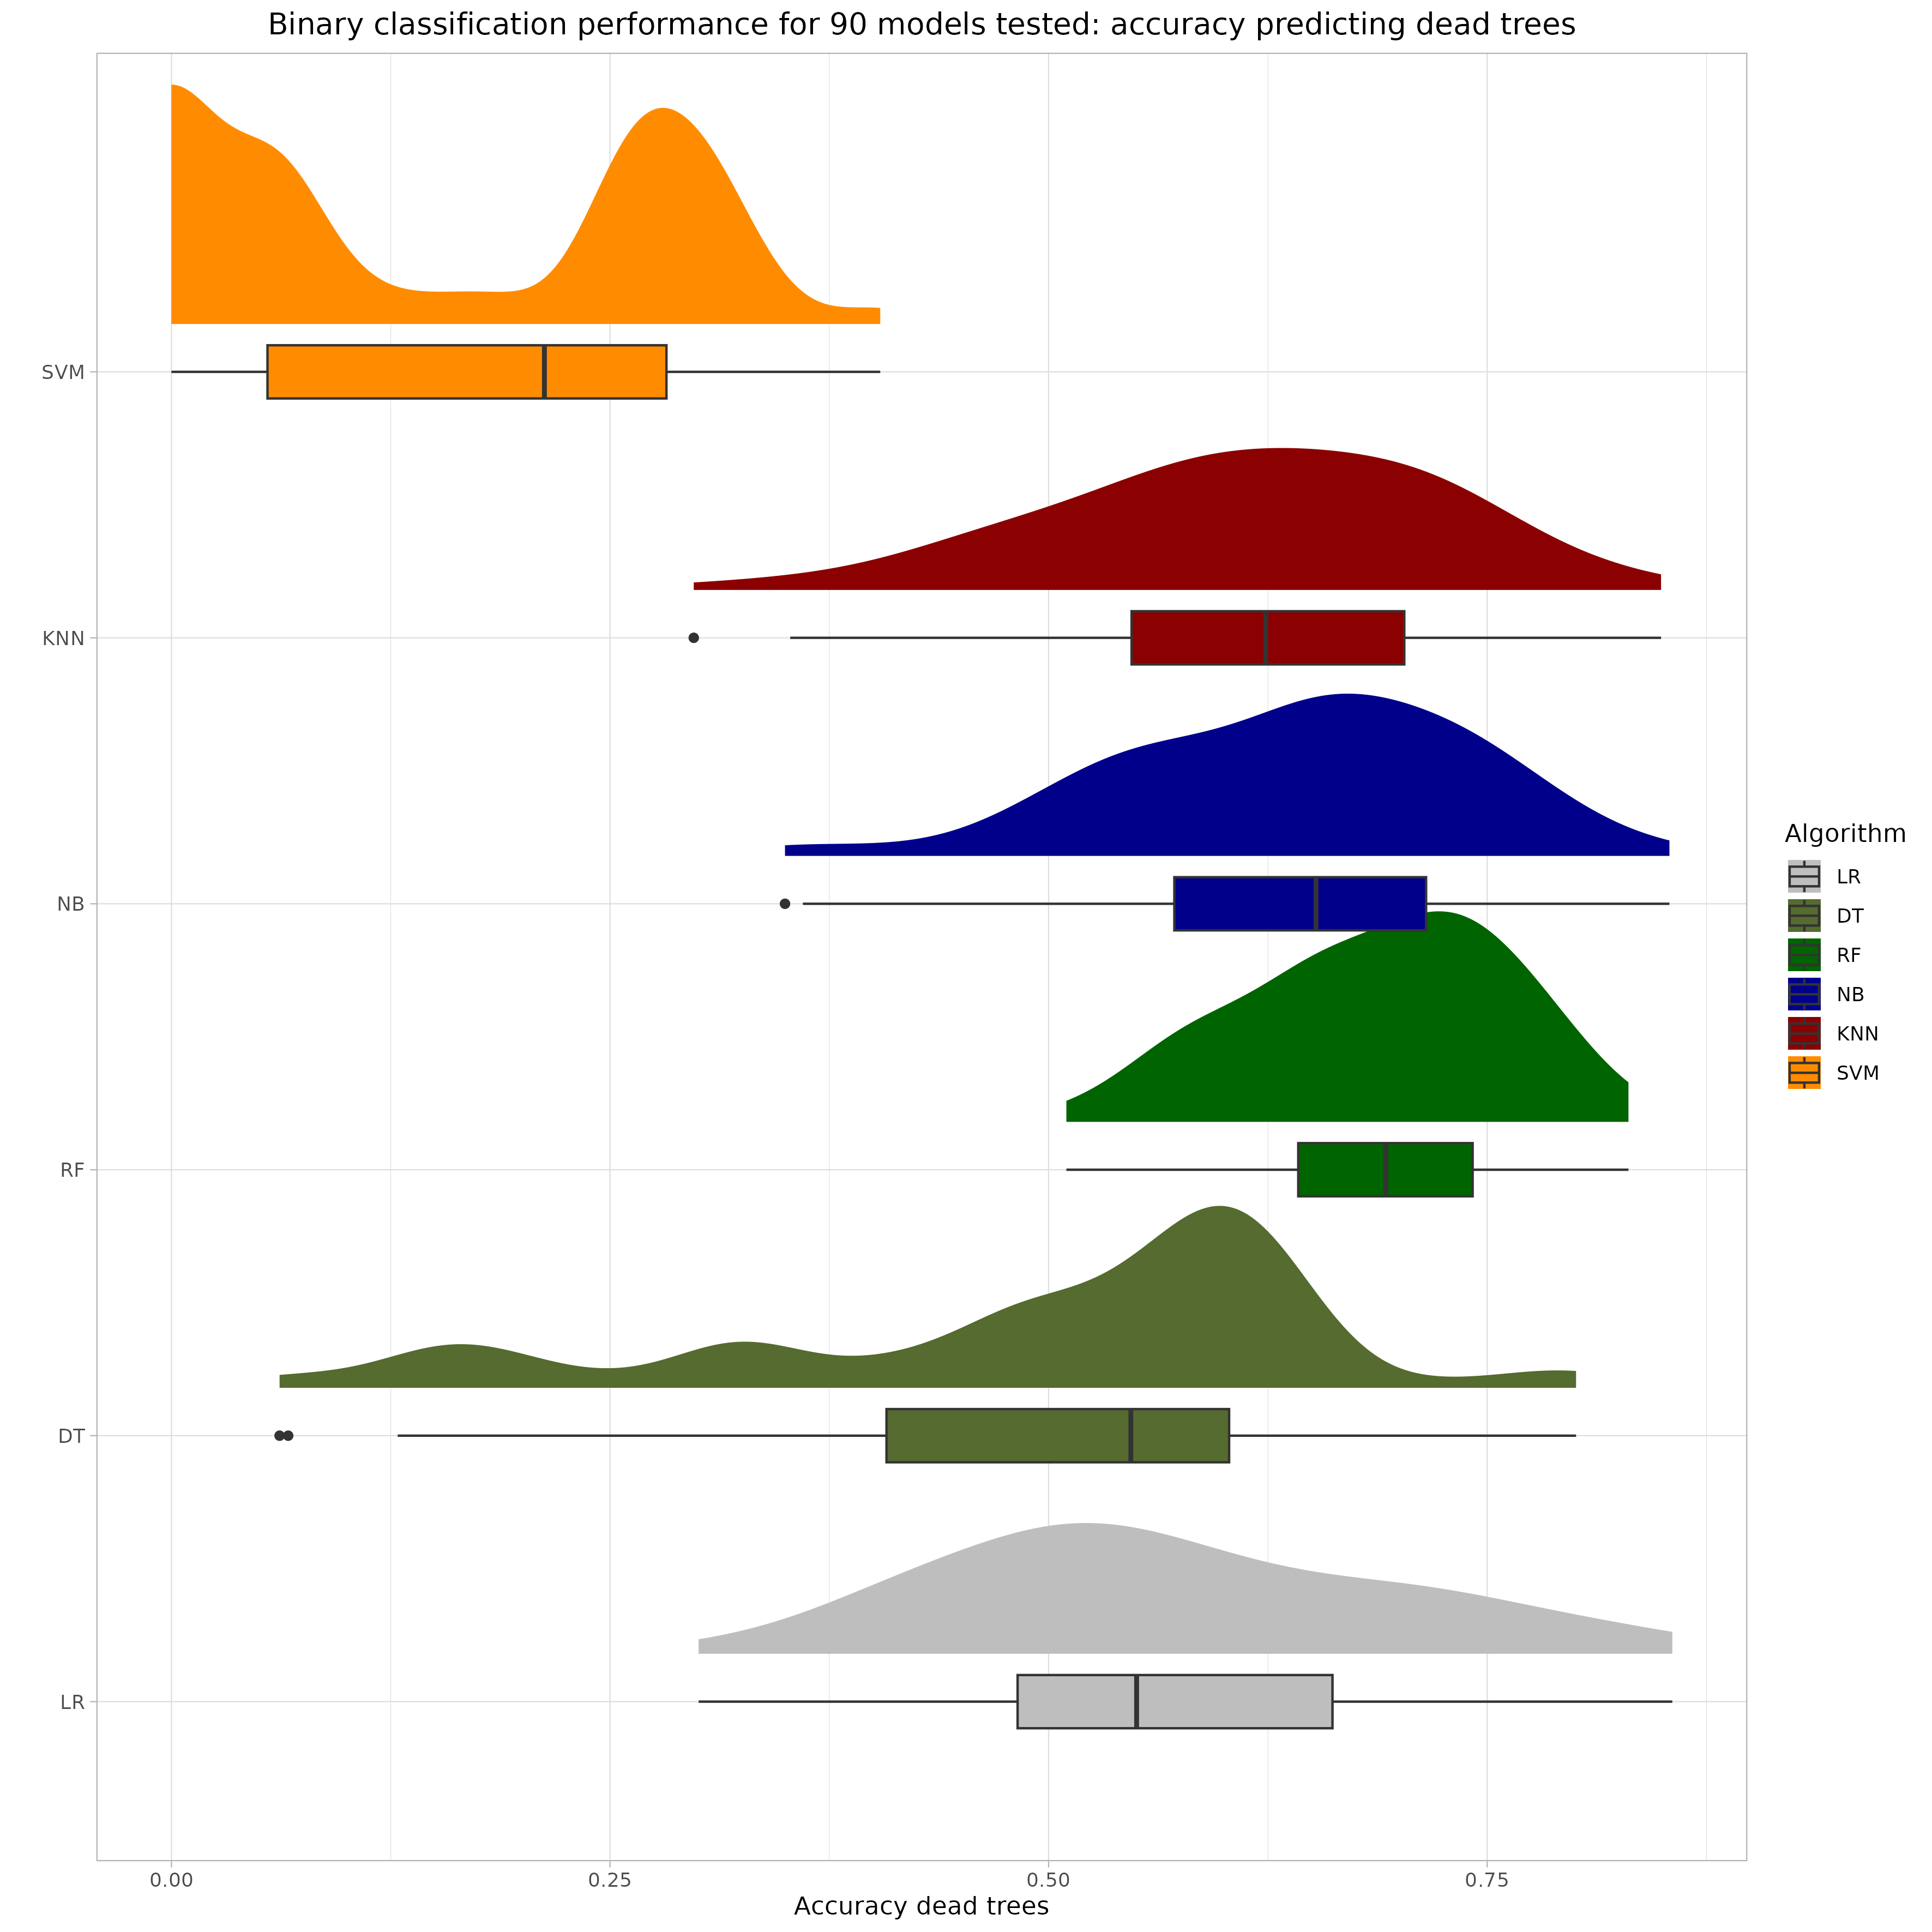 Binary classification performance for 90 models tested: accuracy predicting dead trees
SVM
KNN
NB
RF
DT
LR
0.00
0.25
0.50
0.75
Accuracy dead trees
Algorithm
LR
DT
RF
NB
KNN
SVM